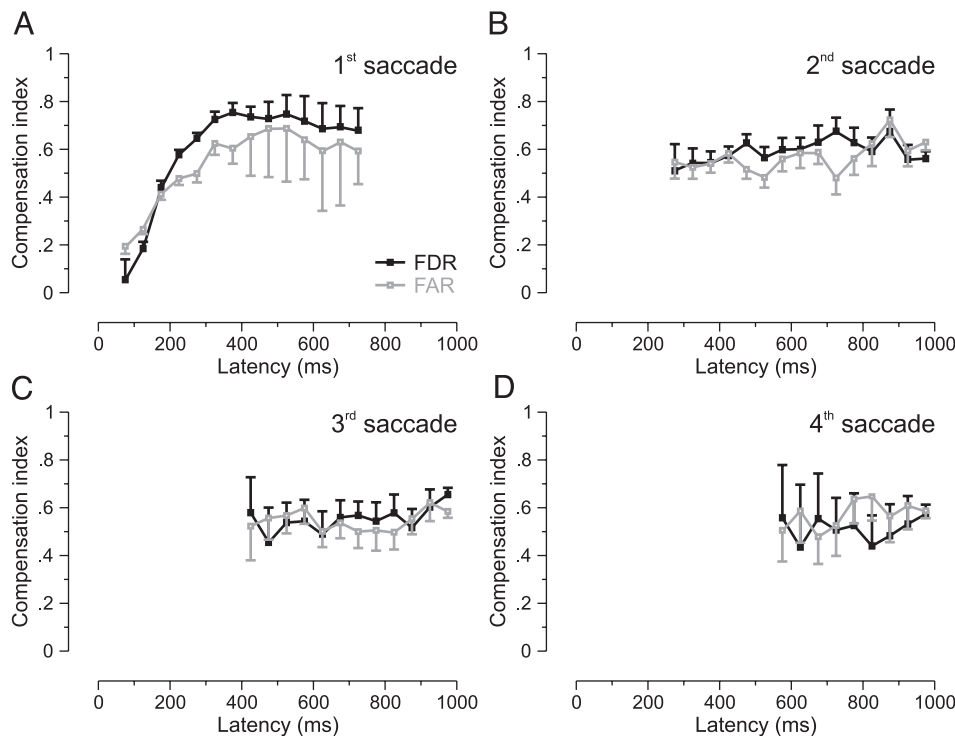 A
1st saccade
Compensation index
1
.8
.6
.4
.2
0
FDR
FAR
0 200 400 600 800 1000
Latency (ms)
B
2nd saccade
Compensation index
1
.8
.6
.4
.2
0
0 200 400 600 800 1000
Latency (ms)
C
3rd saccade
Compensation index
1
.8
.6
.4
.2
0
0 200 400 600 800 1000
Latency (ms)
D
4th saccade
Compensation index
1
.8
.6
.4
.2
0
0 200 400 600 800 1000
Latency (ms)